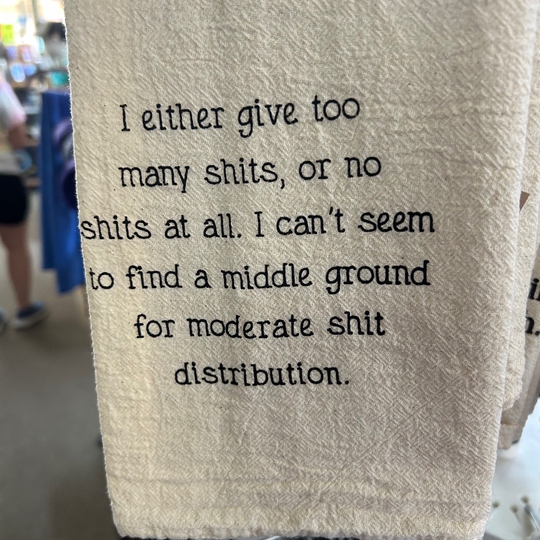 I either give too
many shits, or no
shits at all. I can't seem
to find a middle ground
for moderate shit
distribution.